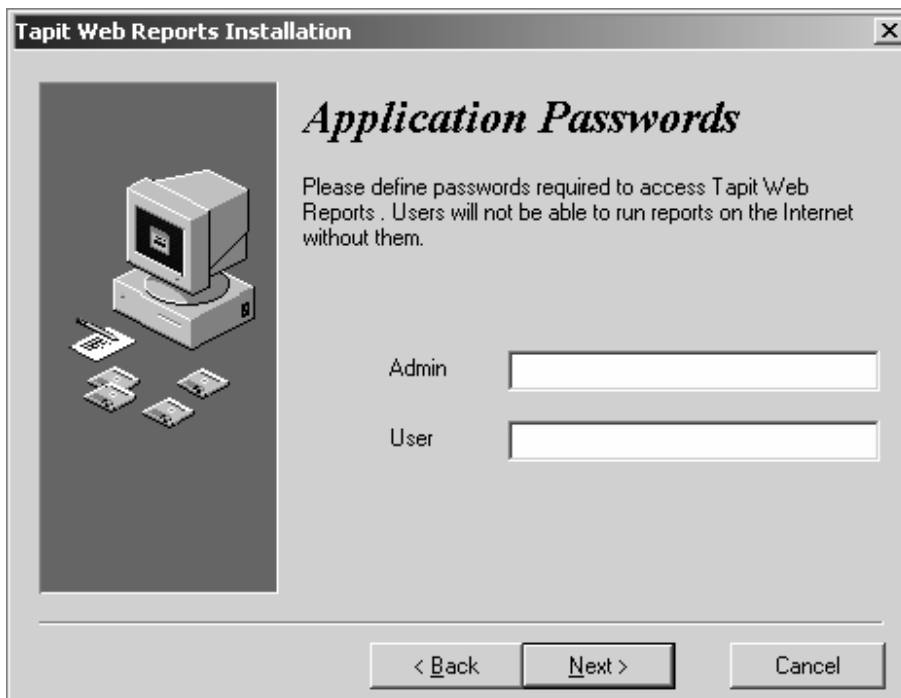 Tapit Web Reports Installation
Application Passwords
Please define passwords required to access Tapit Web
Reports . Users will not be able to run reports on the Internet
without them.
Admin
User
< Back
Next >
Cancel